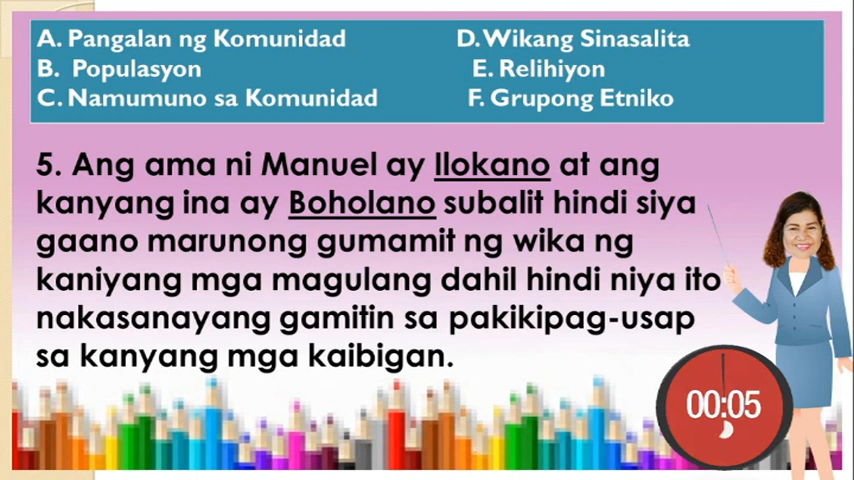 A. Pangalan ng Komunidad
B. Populasyon
C. Namumuno sa Komunidad
D. Wikang Sinasalita
E. Relihiyon
F. Grupong Etniko
5. Ang ama ni Manuel ay Ilokano at ang
kanyang ina ay Boholano subalit hindi siya
gaano marunong gumamit ng wika ng
kaniyang mga magulang dahil hindi niya ito
nakasanayang gamitin sa pakikipag-usap
sa kanyang mga kaibigan.
00:05